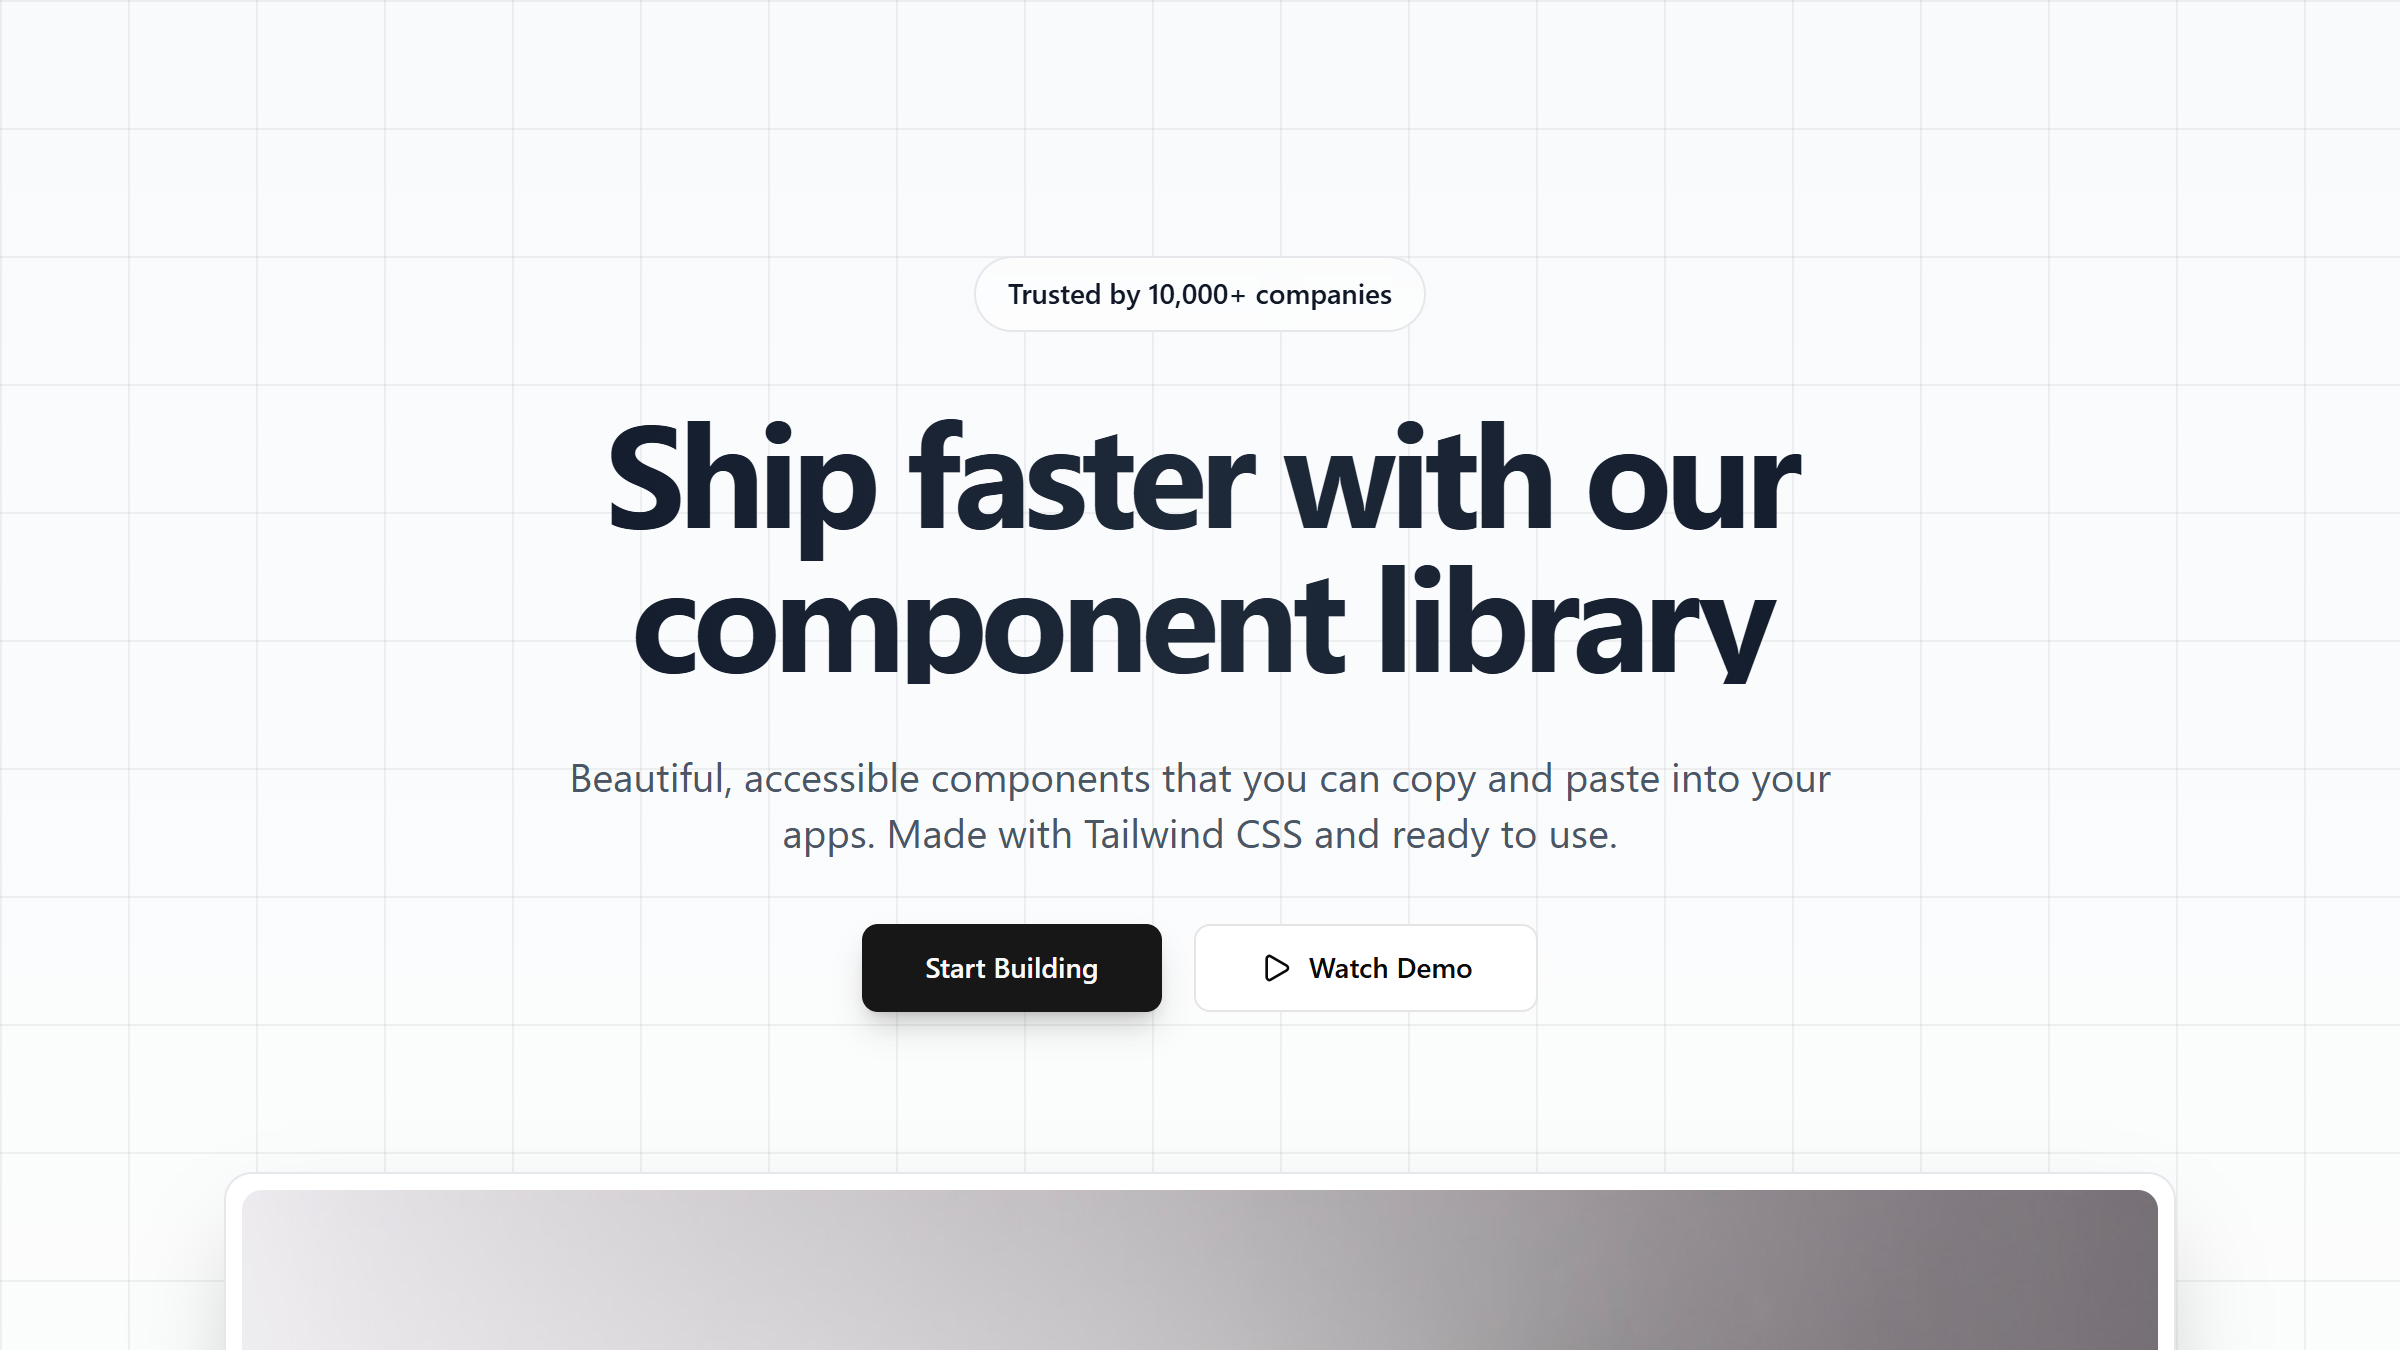 Trusted by 10,000+ companies
Ship faster with our
component library
Beautiful, accessible components that you can copy and paste into your
apps. Made with Tailwind CSS and ready to use.
Start Building
Watch Demo